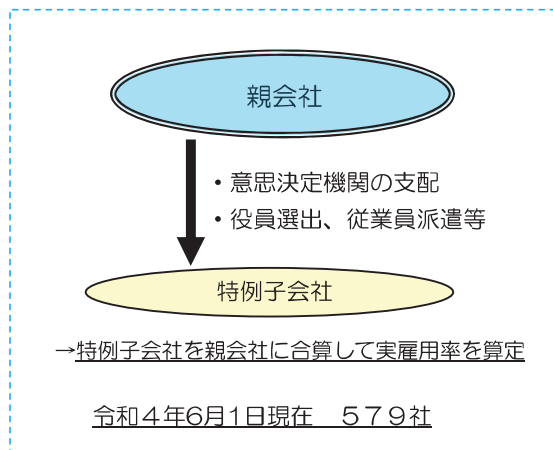 親会社
・意思決定機関の支配
・役員選出、従業員派遣等
特例子会社
→特例子会社を親会社に合算して実雇用率を算定
令和４年6月1日現在　５７９社